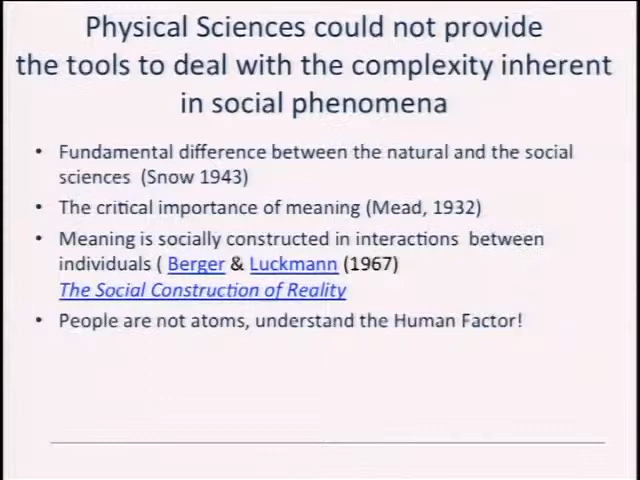 Physical Sciences could not provide
the tools to deal with the complexity inherent
in social phenomena
• Fundamental difference between the natural and the social
sciences (Snow 1943)
• The critical importance of meaning (Mead, 1932)
• Meaning is socially constructed in interactions between
individuals ( Berger & Luckmann (1967)
The Social Construction of Reality
• People are not atoms, understand the Human Factor!